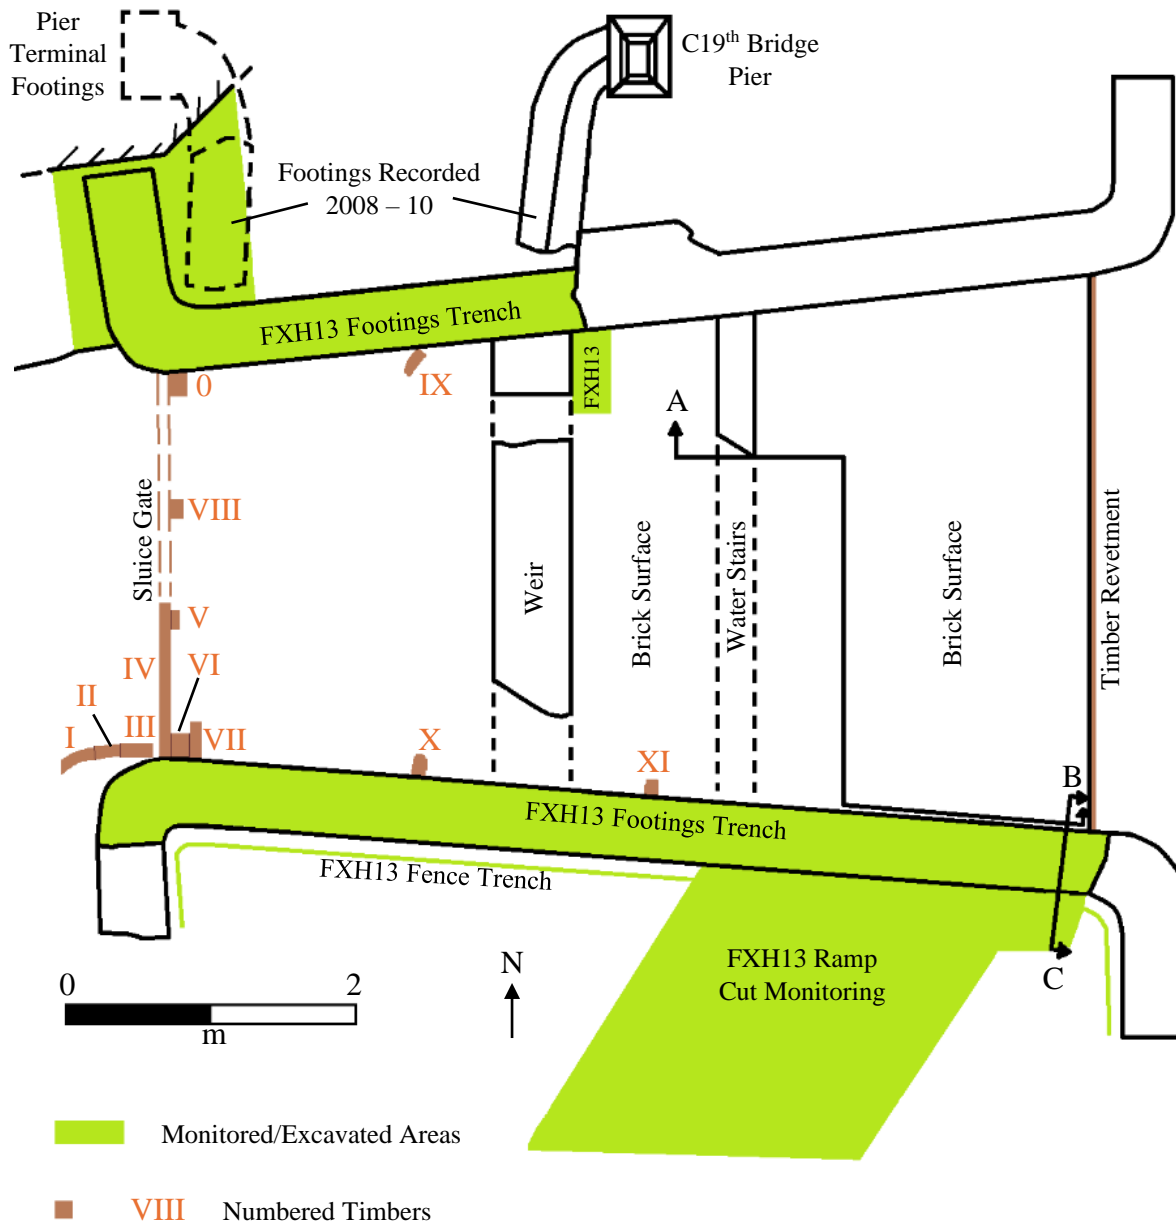 Pier
Terminal
Footings
C19th Bridge
Pier
Footings Recorded
2008 – 10
FXH13 Footings Trench
FXH13
0
IX
A
VIII
Sluice Gate
Weir
Brick Surface
Water Stairs
Brick Surface
Timber Revetment
V
IV
VI
II
I
III
VII
X
XI
B
FXH13 Footings Trench
FXH13 Fence Trench
FXH13 Ramp
Cut Monitoring
C
N
0 2
m
Monitored/Excavated Areas
VIII Numbered Timbers